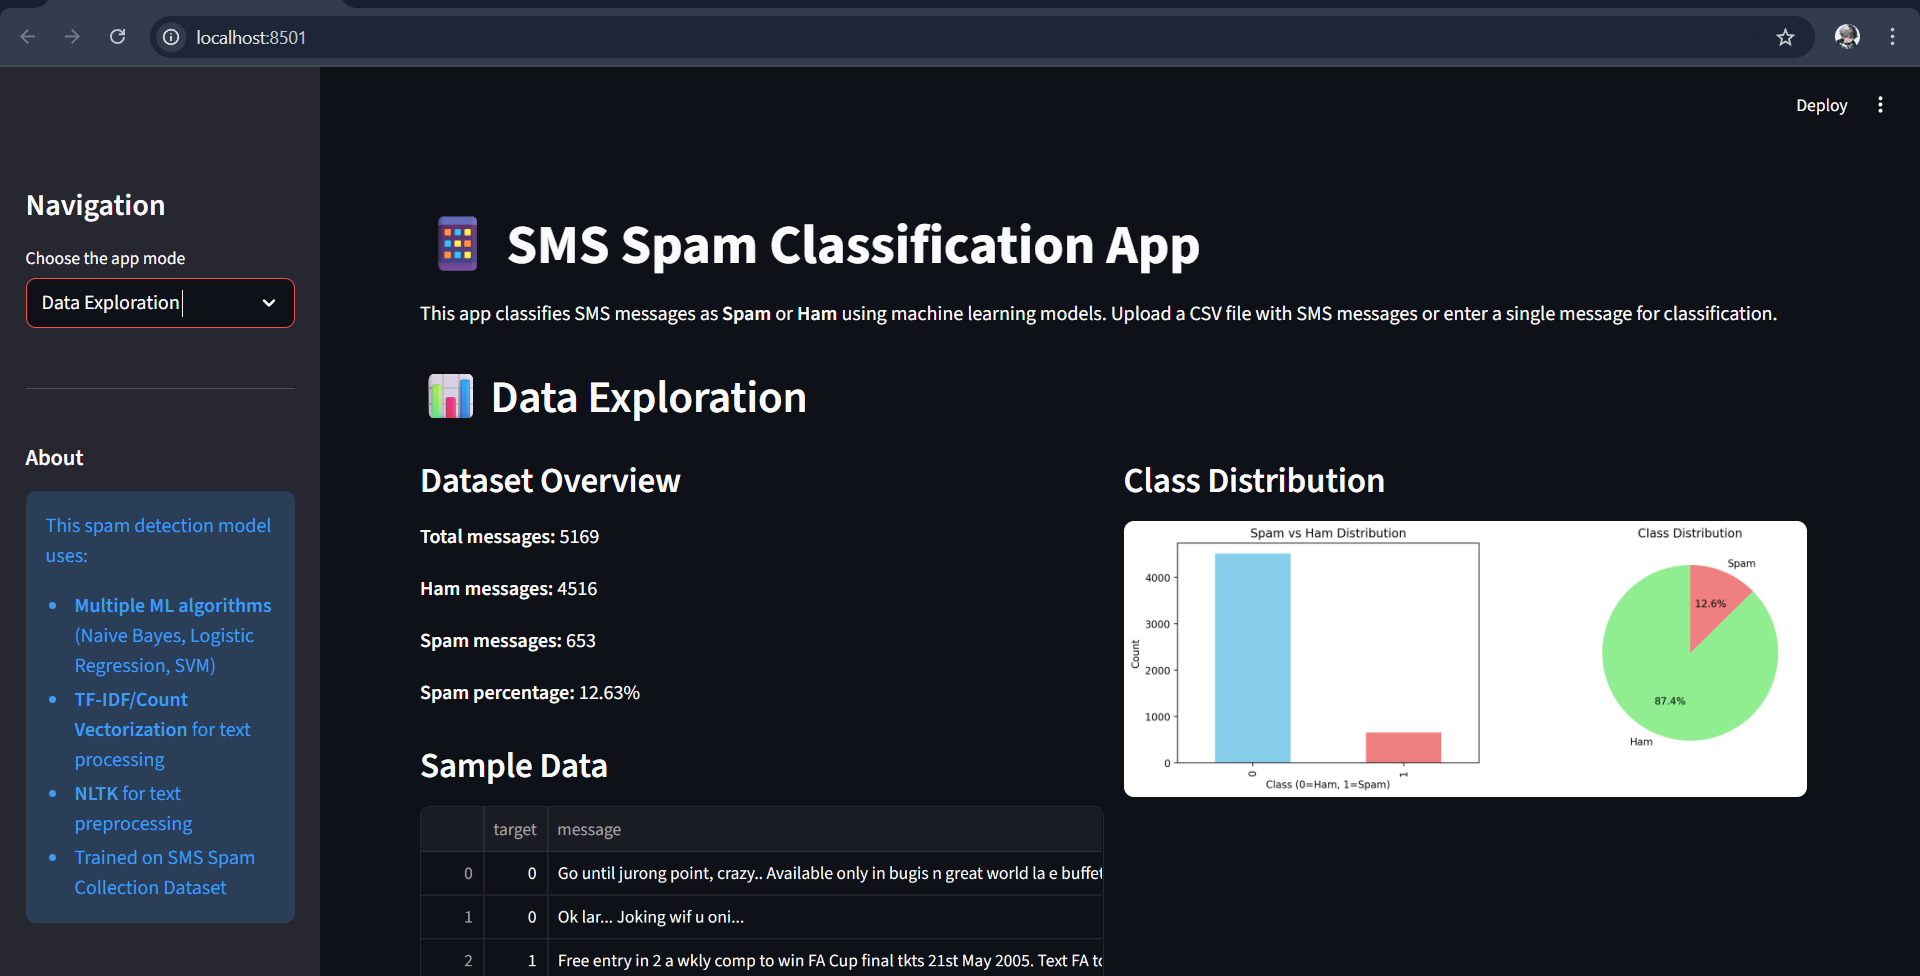 localhost:8501
Deploy
Navigation
Choose the app mode
Data Exploration
About
This spam detection model
uses:
• Multiple ML algorithms
(Naive Bayes, Logistic
Regression, SVM)
• TF-IDF/Count
Vectorization for text
processing
• NLTK for text
preprocessing
• Trained on SMS Spam
Collection Dataset
SMS Spam Classification App
This app classifies SMS messages as Spam or Ham using machine learning models. Upload a CSV file with SMS messages or enter a single message for classification.
Data Exploration
Dataset Overview
Total messages: 5169
Ham messages: 4516
Spam messages: 653
Spam percentage: 12.63%
Sample Data
target message
0 0 Go until jurong point, crazy.. Available only in bugis n great world la e buffet
1 0 Ok lar... Joking wif u oni...
2 1 Free entry in 2 a wkly comp to win FA Cup final tkts 21st May 2005. Text FA to
Class Distribution
Spam vs Ham Distribution
Count
4000
3000
2000
1000
0
0 1
Class (0=Ham, 1=Spam)
Class Distribution
Spam
12.6%
87.4%
Ham